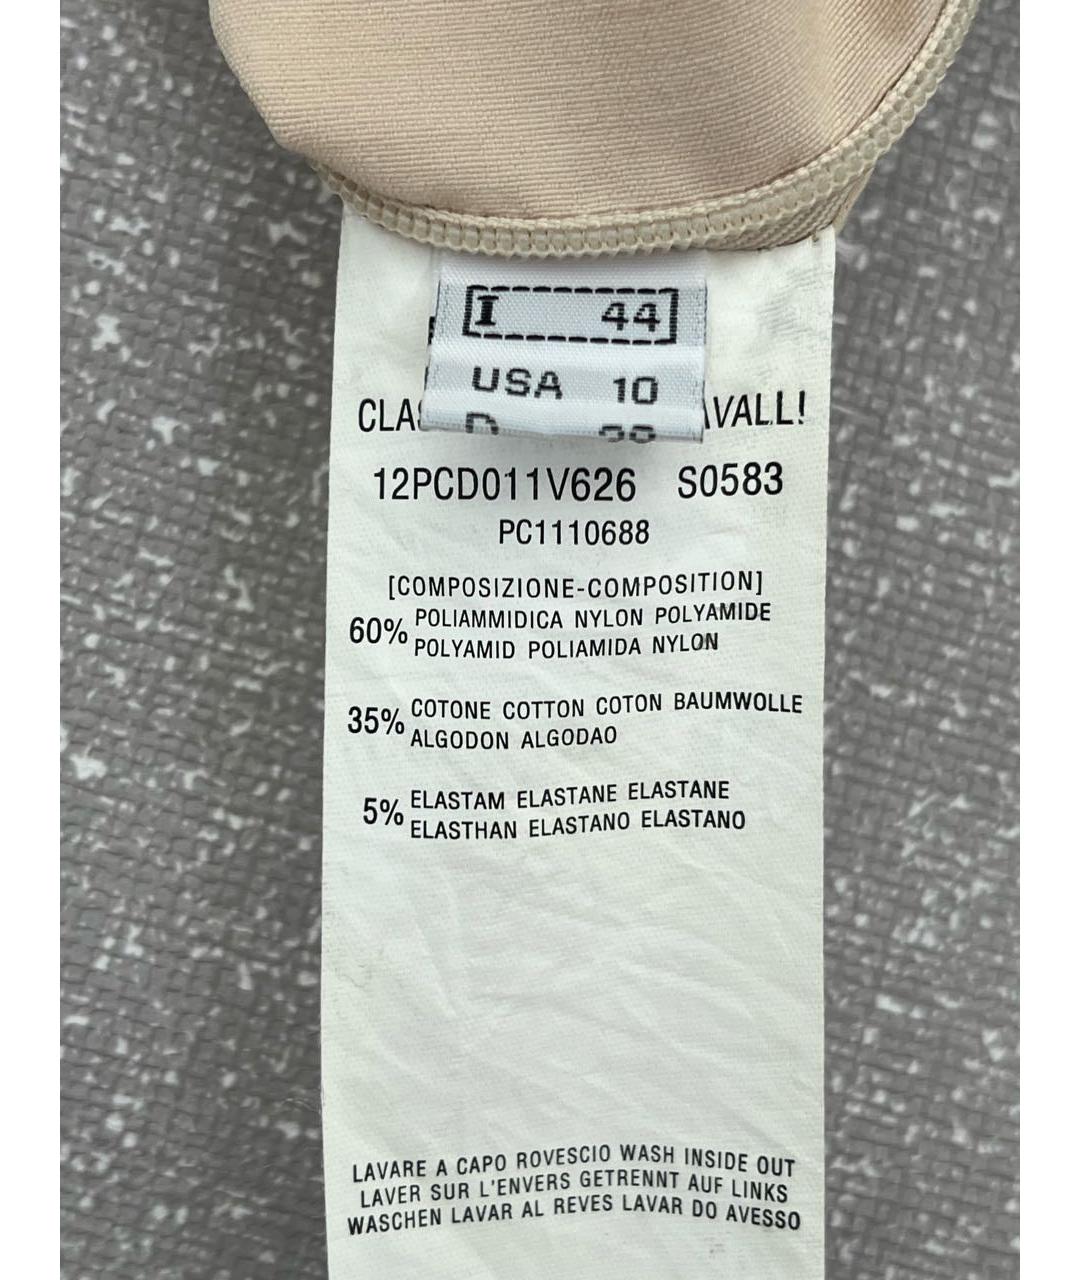 I 44
USA 10
12PCD011V626 S0583
PC1110688
[COMPOSIZIONE-COMPOSITION]
60% POLIAMMIDICA NYLON POLYAMIDE
POLYAMID POLIAMIDA NYLON
35% COTONE COTTON COTON BAUMWOLLE
ALGODON ALGODAO
5% ELASTAM ELASTANE ELASTANE
ELASTHAN ELASTANO ELASTANO
LAVARE A CAPO ROVESCIO WASH INSIDE OUT
LAVER SUR L'ENVERS GETRENNT AUF LINKS
WASCHEN LAVAR AL REVES LAVAR DO AVESSO